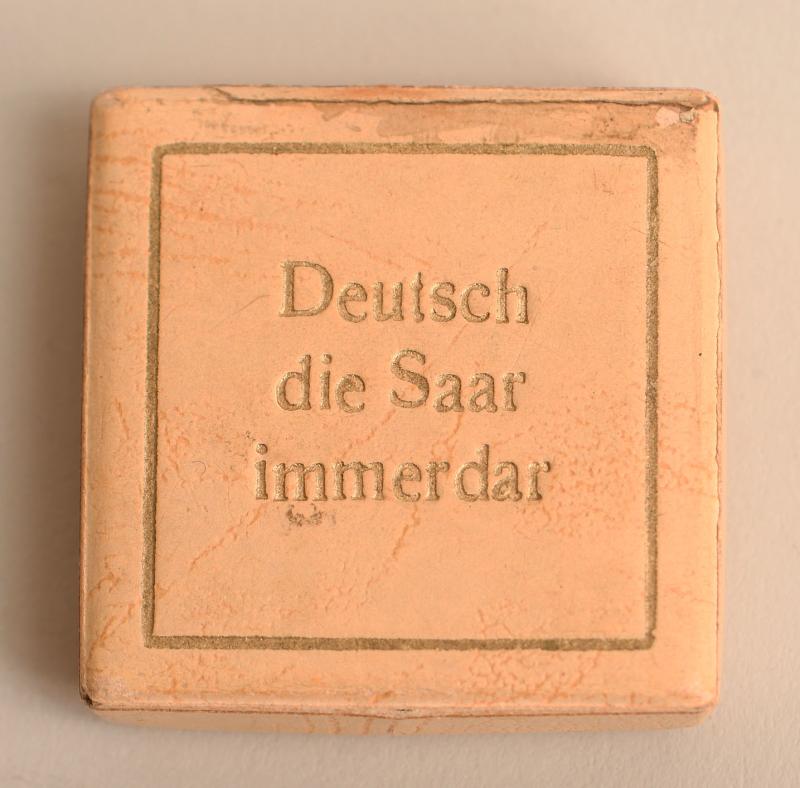 Deutsch
die Saar
immerdar